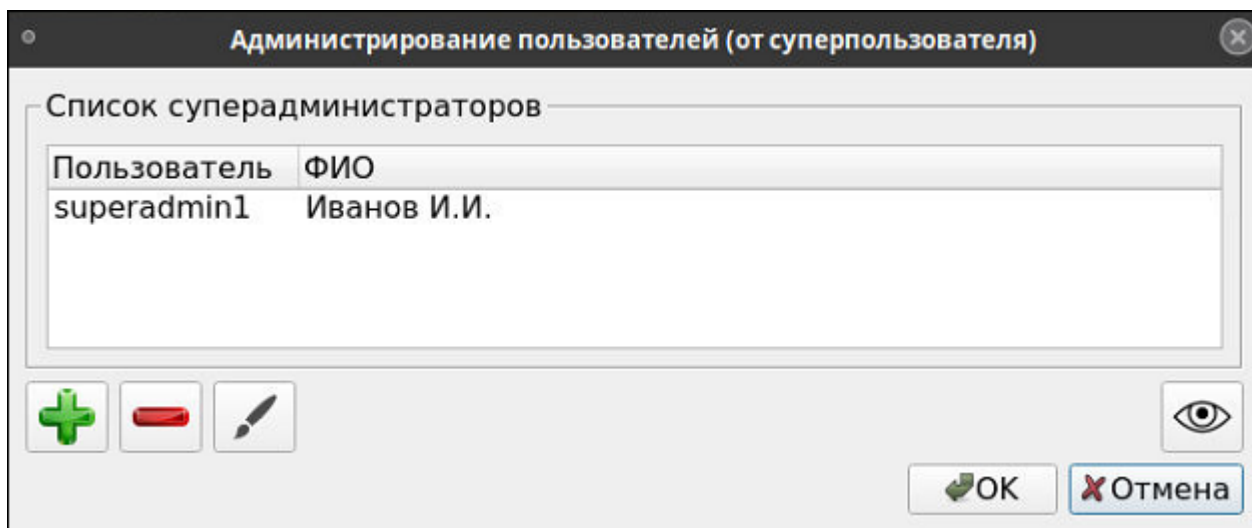 Администрирование пользователей (от суперпользователя)
Список суперадминистраторов
Пользователь ФИО
superadmin1 Иванов И.И.
OK Отмена